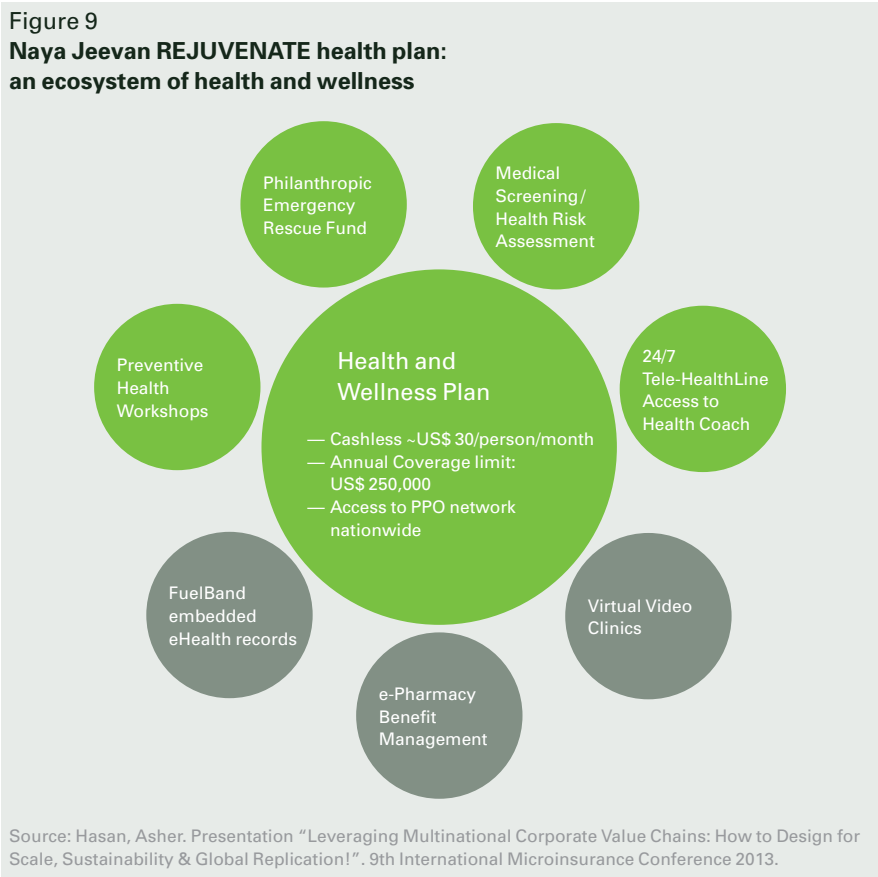 Figure 9
Naya Jeevan REJUVENATE health plan:
an ecosystem of health and wellness
Philanthropic
Emergency
Rescue Fund
Medical
Screening/
Health Risk
Assessment
Preventive
Health
Workshops
Health and
Wellness Plan
— Cashless ~US$ 30/person/month
— Annual Coverage limit:
US$ 250,000
— Access to PPO network
nationwide
24/7
Tele-HealthLine
Access to
Health Coach
FuelBand
embedded
eHealth records
e-Pharmacy
Benefit
Management
Virtual Video
Clinics
Source: Hasan, Asher. Presentation “Leveraging Multinational Corporate Value Chains: How to Design for
Scale, Sustainability & Global Replication!”. 9th International Microinsurance Conference 2013.